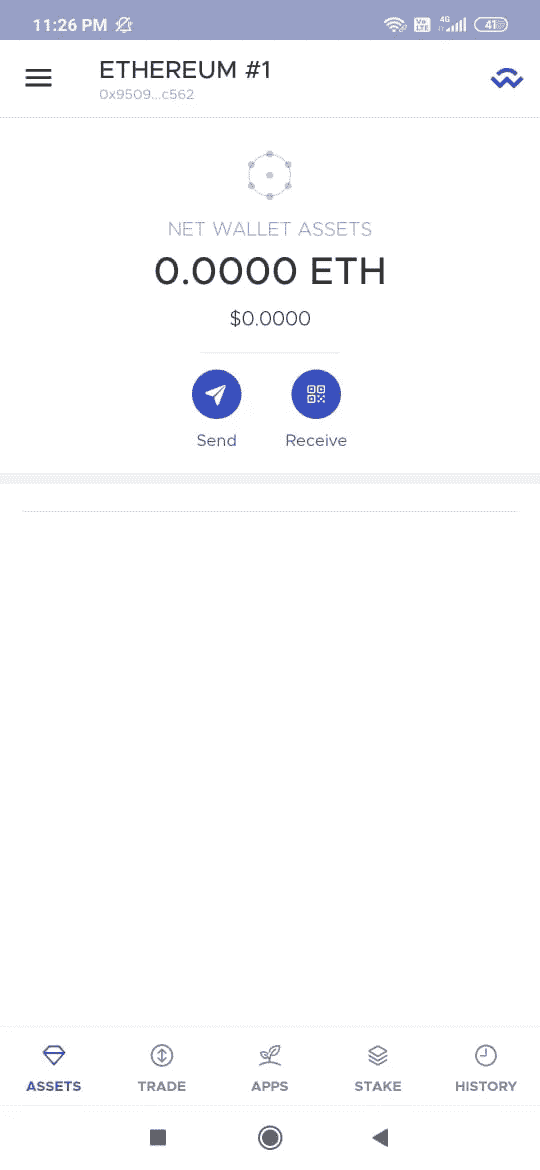 11:26 PM Vo LTE 4G 41
ETHEREUM #1
0x9509...c562
NET WALLET ASSETS
0.0000 ETH
$0.0000
Send Receive
ASSETS TRADE APPS STAKE HISTORY